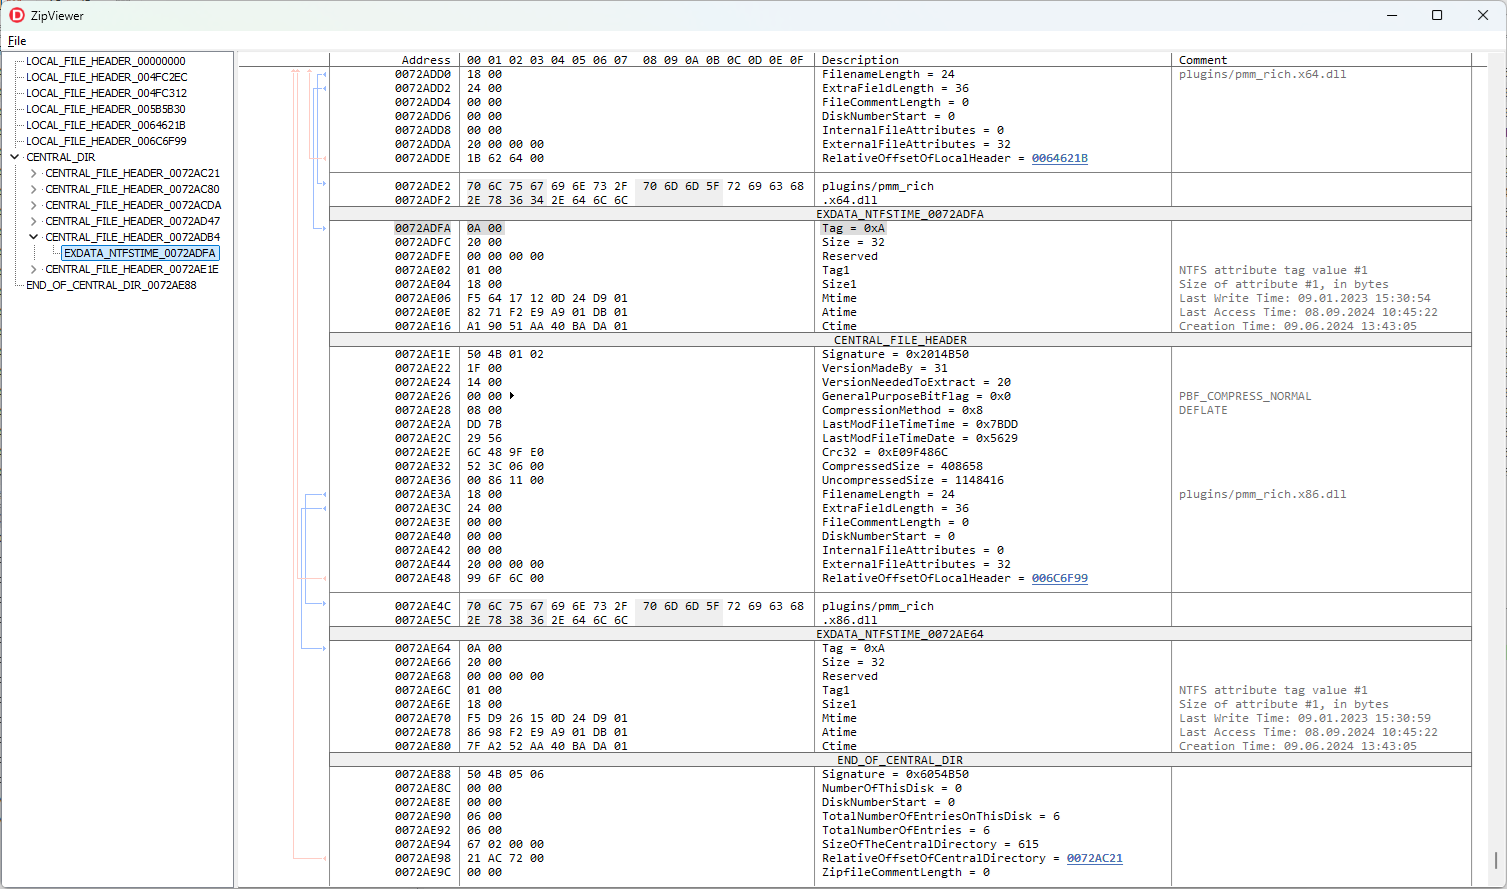 ZipViewer
File
LOCAL_FILE_HEADER_00000000
LOCAL_FILE_HEADER_004FC2EC
LOCAL_FILE_HEADER_004FC312
LOCAL_FILE_HEADER_005B5B30
LOCAL_FILE_HEADER_0064621B
LOCAL_FILE_HEADER_006C6F99
CENTRAL_DIR
CENTRAL_FILE_HEADER_0072AC21
CENTRAL_FILE_HEADER_0072AC80
CENTRAL_FILE_HEADER_0072ACDA
CENTRAL_FILE_HEADER_0072AD47
CENTRAL_FILE_HEADER_0072ADB4
EXDATA_NTFSTIME_0072ADFA
CENTRAL_FILE_HEADER_0072AE1E
END_OF_CENTRAL_DIR_0072AE88
Address 00 01 02 03 04 05 06 07 08 09 0A 0B 0C 0D 0E 0F Description Comment
0072ADD0 18 00 FilenameLength = 24 plugins/pmm_rich.x64.dll
0072ADD2 24 00 ExtraFieldLength = 36
0072ADD4 00 00 FileCommentLength = 0
0072ADD6 00 00 DiskNumberStart = 0
0072ADD8 00 00 InternalFileAttributes = 0
0072ADDA 20 00 00 00 ExternalFileAttributes = 32
0072ADDE 1B 62 64 00 RelativeOffsetOfLocalHeader = 0064621B
0072ADE2 70 6C 75 67 69 6E 73 2F 70 6D 6D 5F 72 69 63 68 plugins/pmm_rich
0072ADF2 2E 78 36 34 2E 64 6C 6C .x64.dll
EXDATA_NTFSTIME_0072ADFA
0072ADFA 0A 00 Tag = 0xA
0072ADFC 20 00 Size = 32
0072ADFE 00 00 00 00 Reserved
0072AE02 01 00 Tag1 NTFS attribute tag value #1
0072AE04 18 00 Size1 Size of attribute #1, in bytes
0072AE06 F5 64 17 12 0D 24 D9 01 Mtime Last Write Time: 09.01.2023 15:30:54
0072AE0E 82 71 F2 E9 A9 01 DB 01 Atime Last Access Time: 08.09.2024 10:45:22
0072AE16 A1 90 51 AA 40 BA DA 01 Ctime Creation Time: 09.06.2024 13:43:05
CENTRAL_FILE_HEADER
0072AE1E 50 4B 01 02 Signature = 0x2014B50
0072AE22 1F 00 VersionMadeBy = 31
0072AE24 14 00 VersionNeededToExtract = 20
0072AE26 00 00 GeneralPurposeBitFlag = 0x0 PBF_COMPRESS_NORMAL
0072AE28 08 00 CompressionMethod = 0x8 DEFLATE
0072AE2A DD 7B LastModFileTimeTime = 0x7BDD
0072AE2C 29 56 LastModFileTimeDate = 0x5629
0072AE2E 6C 48 9F E0 Crc32 = 0xE09F486C
0072AE32 52 3C 06 00 CompressedSize = 408658
0072AE36 00 86 11 00 UncompressedSize = 1148416
0072AE3A 18 00 FilenameLength = 24 plugins/pmm_rich.x86.dll
0072AE3C 24 00 ExtraFieldLength = 36
0072AE3E 00 00 FileCommentLength = 0
0072AE40 00 00 DiskNumberStart = 0
0072AE42 00 00 InternalFileAttributes = 0
0072AE44 20 00 00 00 ExternalFileAttributes = 32
0072AE48 99 6F 6C 00 RelativeOffsetOfLocalHeader = 006C6F99
0072AE4C 70 6C 75 67 69 6E 73 2F 70 6D 6D 5F 72 69 63 68 plugins/pmm_rich
0072AE5C 2E 78 38 36 2E 64 6C 6C .x86.dll
EXDATA_NTFSTIME_0072AE64
0072AE64 0A 00 Tag = 0xA
0072AE66 20 00 Size = 32
0072AE68 00 00 00 00 Reserved
0072AE6C 01 00 Tag1 NTFS attribute tag value #1
0072AE6E 18 00 Size1 Size of attribute #1, in bytes
0072AE70 F5 D9 26 15 0D 24 D9 01 Mtime Last Write Time: 09.01.2023 15:30:59
0072AE78 86 98 F2 E9 A9 01 DB 01 Atime Last Access Time: 08.09.2024 10:45:22
0072AE80 7F A2 52 AA 40 BA DA 01 Ctime Creation Time: 09.06.2024 13:43:05
END_OF_CENTRAL_DIR
0072AE88 50 4B 05 06 Signature = 0x6054B50
0072AE8C 00 00 NumberOfThisDisk = 0
0072AE8E 00 00 DiskNumberStart = 0
0072AE90 06 00 TotalNumberOfEntriesOnThisDisk = 6
0072AE92 06 00 TotalNumberOfEntries = 6
0072AE94 67 02 00 00 SizeOfTheCentralDirectory = 615
0072AE98 21 AC 72 00 RelativeOffsetOfCentralDirectory = 0072AC21
0072AE9C 00 00 ZipfileCommentLength = 0